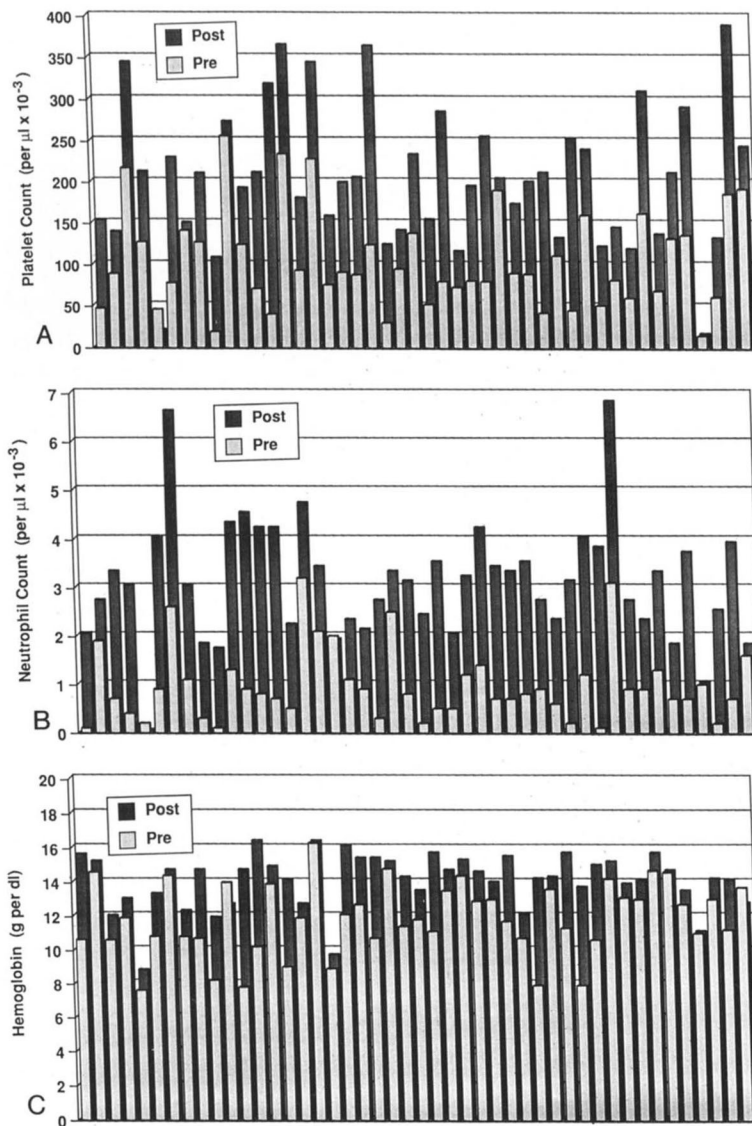 400
350
300
250
200
150
100
50
0
Platelet Count (per µl x 10-3)
Post
Pre
A
7
6
5
4
3
2
1
0
Neutrophil Count (per µl x 10-3)
Post
Pre
B
20
18
16
14
12
10
8
6
4
2
0
Hemoglobin (g per dl)
Post
Pre
C